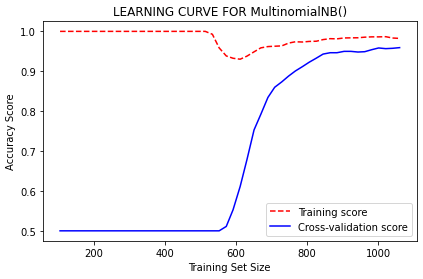 LEARNING CURVE FOR MultinomialNB()
1.0
0.9
0.8
0.7
0.6
0.5
Accuracy Score
Training score
Cross-validation score
200 400 600 800 1000
Training Set Size